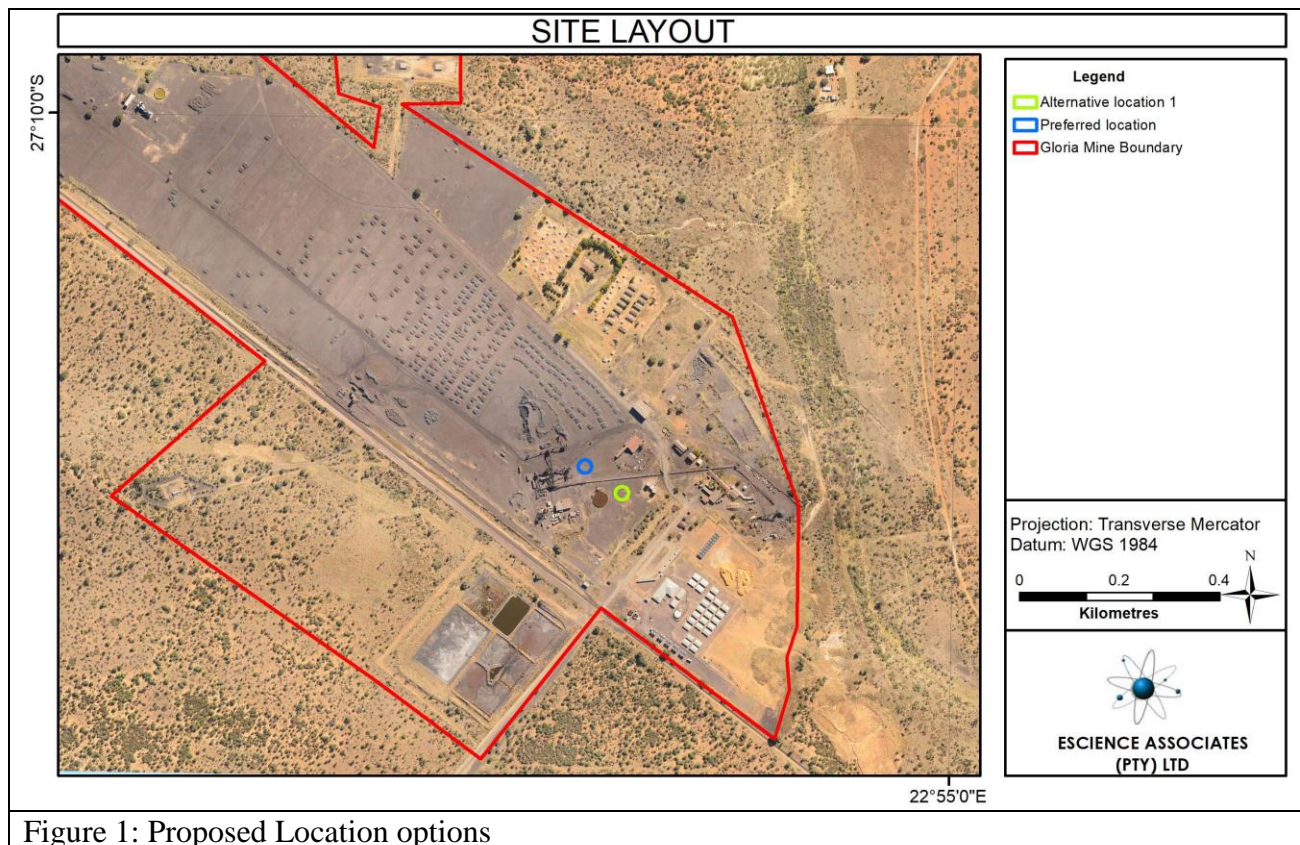 SITE LAYOUT
27°10'0"S
22°55'0"E
Legend
Alternative location 1
Preferred location
Gloria Mine Boundary
Projection: Transverse Mercator
Datum: WGS 1984
N
0 0.2 0.4
Kilometres
ESCIENCE ASSOCIATES
(PTY) LTD
Figure 1: Proposed Location options